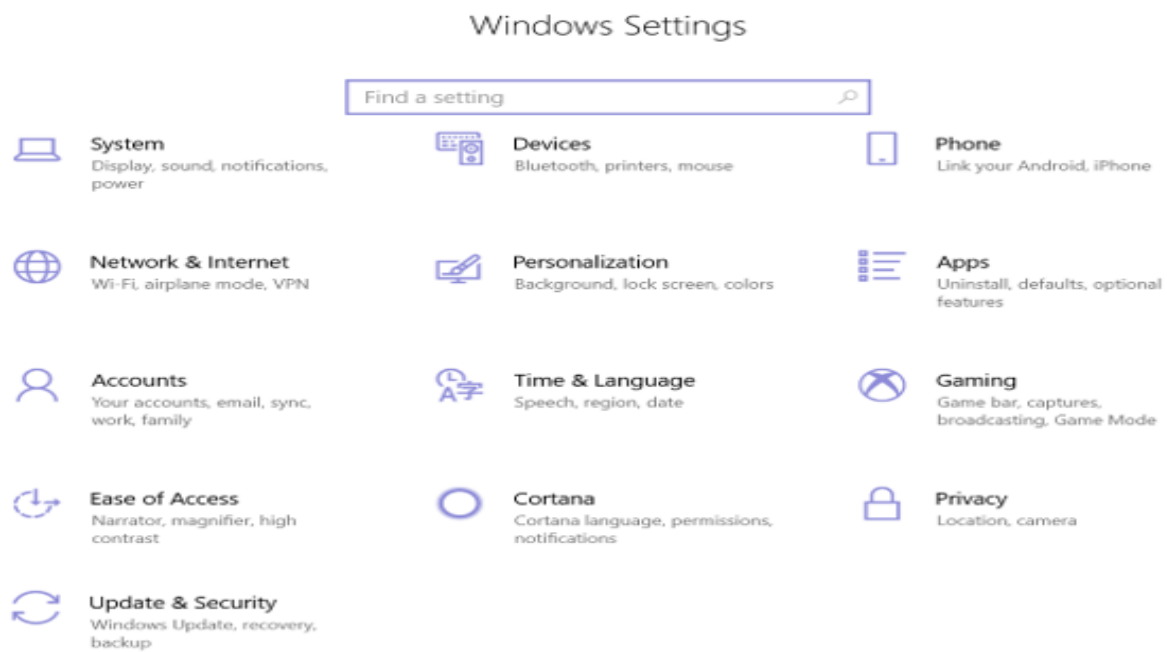 Windows Settings
Find a setting
System
Display, sound, notifications,
power
Devices
Bluetooth, printers, mouse
Phone
Link your Android, iPhone
Network & Internet
Wi-Fi, airplane mode, VPN
Personalization
Background, lock screen, colors
Apps
Uninstall, defaults, optional
features
Accounts
Your accounts, email, sync,
work, family
Time & Language
Speech, region, date
Gaming
Game bar, captures,
broadcasting, Game Mode
Ease of Access
Narrator, magnifier, high
contrast
Cortana
Cortana language, permissions,
notifications
Privacy
Location, camera
Update & Security
Windows Update, recovery,
backup